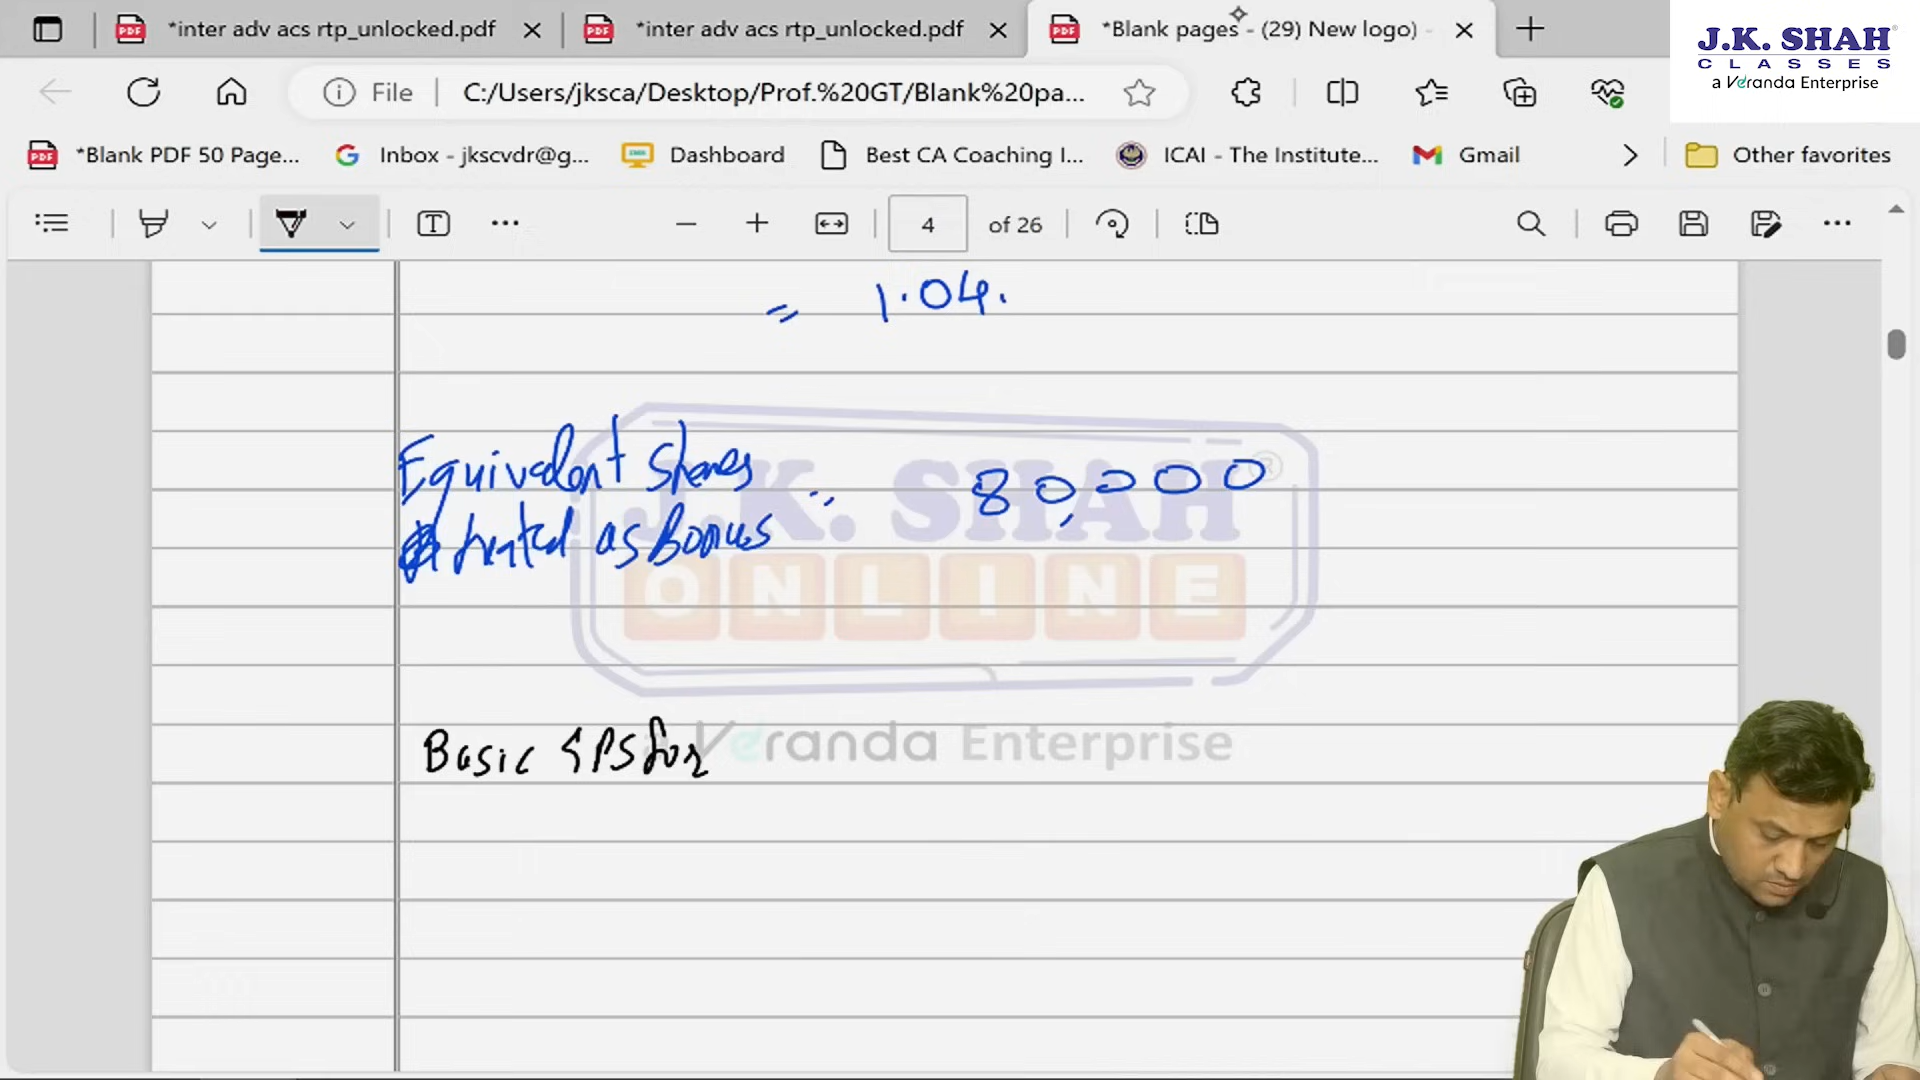 *inter adv acs rtp_unlocked.pdf
*inter adv acs rtp_unlocked.pdf
*Blank pages - (29) New logo) -
J.K. SHAH
CLASSES
a Veranda Enterprise
File
C:/Users/jksca/Desktop/Prof.%20GT/Blank%20pa...
*Blank PDF 50 Page...
Inbox - jkscvdr@g...
Dashboard
Best CA Coaching I...
ICAI - The Institute...
Gmail
Other favorites
4 of 26
= 1.04.
Equivalent Shares
treated as Bonus = 80,000
J.K. SHAH
ONLINE
a Veranda Enterprise
Basic EPS for